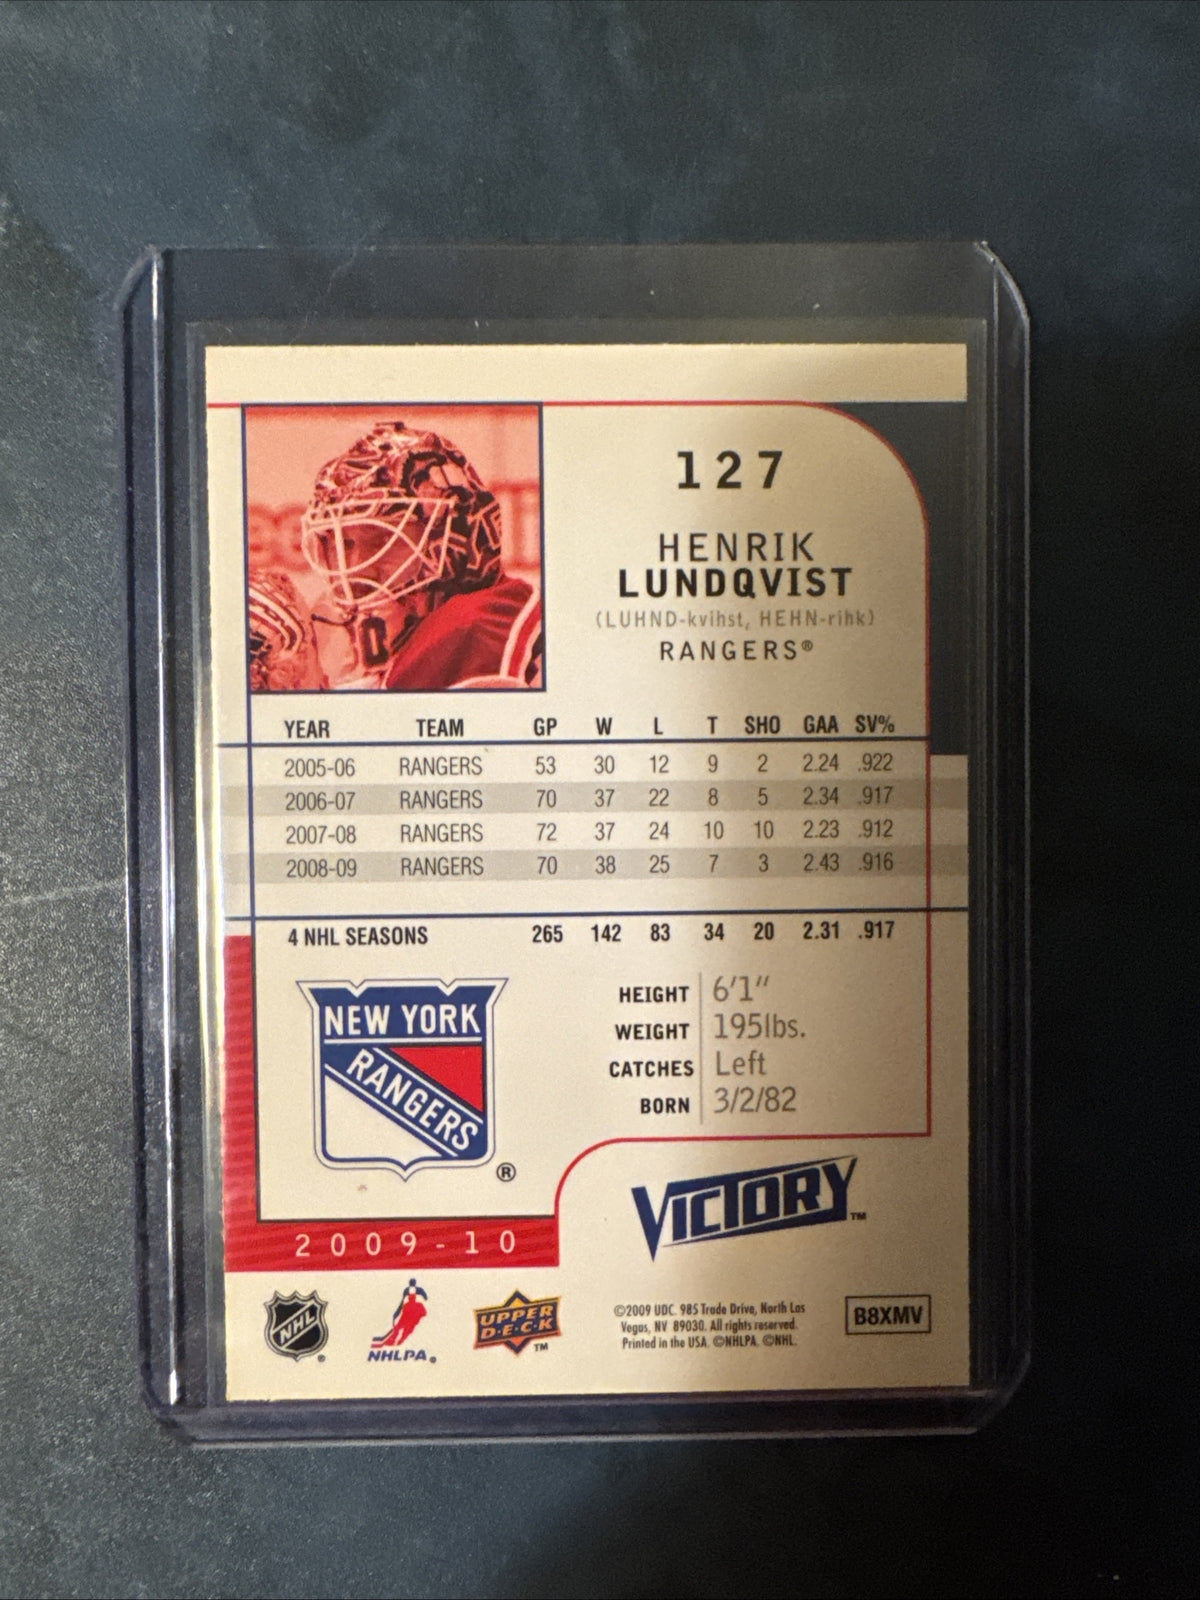 127
HENRIK
LUNDQVIST
(LUHND-kvihst, HEHN-rihk)
RANGERS®
YEAR TEAM GP W L T SHO GAA SV%
2005-06 RANGERS 53 30 12 9 2 2.24 .922
2006-07 RANGERS 70 37 22 8 5 2.34 .917
2007-08 RANGERS 72 37 24 10 10 2.23 .912
2008-09 RANGERS 70 38 25 7 3 2.43 .916
4 NHL SEASONS 265 142 83 34 20 2.31 .917
HEIGHT 6'1"
WEIGHT 195lbs.
CATCHES Left
BORN 3/2/82
NEW YORK
RANGERS
®
VICTORY™
2009-10
NHL®
NHLPA®
UPPER
D·E·C·K™
©2009 UDC. 985 Trade Drive, North Las
Vegas, NV 89030. All rights reserved.
Printed in the USA. ©NHLPA. ©NHL.
B8XMV